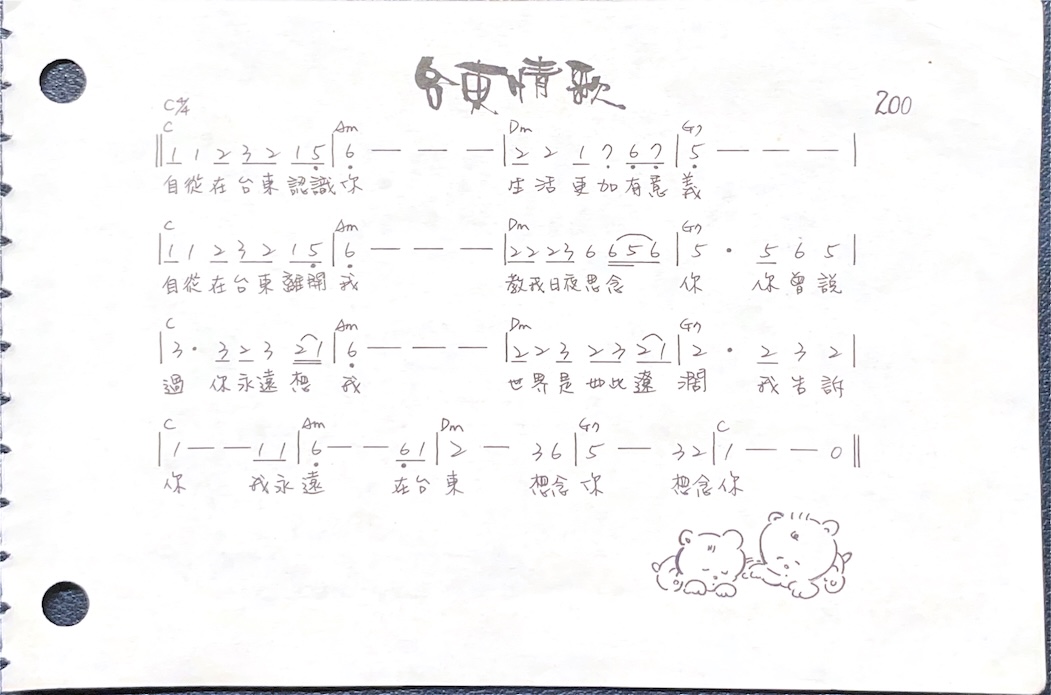 台東情歌
200
C 4/4
C Am Dm G7
‖1 1 2 3 2 1 5|6 — — —|2 2 1 7 6 7|5 — — —|
自從在台東認識你 生活更加有意義
C Am Dm G7
|1 1 2 3 2 1 5|6 — — —|2 2 2 3 6 6 5 6|5 · 5 6 5|
自從在台東離開我 教我日夜思念 你 你曾說
C Am Dm G7
|3 · 3 2 3 2 1|6 — — —|2 2 3 2 3 2 1|2 · 2 3 2|
過 你永遠想 我 世界是如此遼 濶 我告訴
C Am Dm G7 C
|1 — — 1 1|6 — — 6 1|2 — 3 6|5 — 3 2|1 — — 0‖
你 我永遠 在台東 想念你 想念你